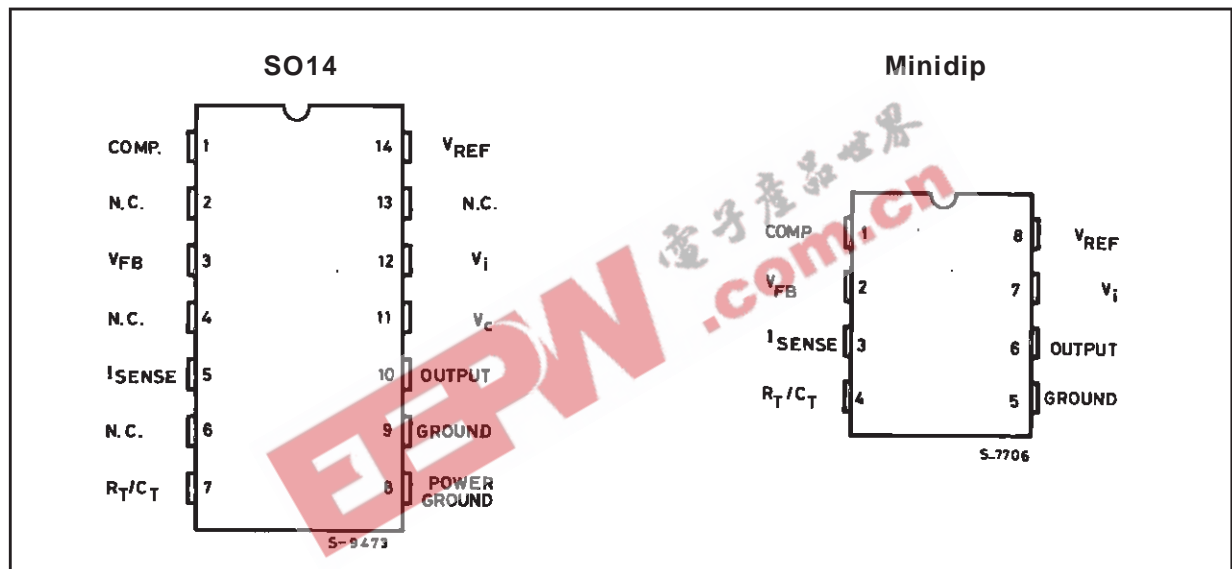 SO14
COMP. 1 14 VREF
N.C. 2 13 N.C.
VFB 3 12 Vi
N.C. 4 11 Vc
ISENSE 5 10 OUTPUT
N.C. 6 9 GROUND
RT/CT 7 8 POWER GROUND
S-9473
Minidip
COMP 1 8 VREF
VFB 2 7 Vi
ISENSE 3 6 OUTPUT
RT/CT 4 5 GROUND
S-7706
EEPW
.com.cn
電子產品世界